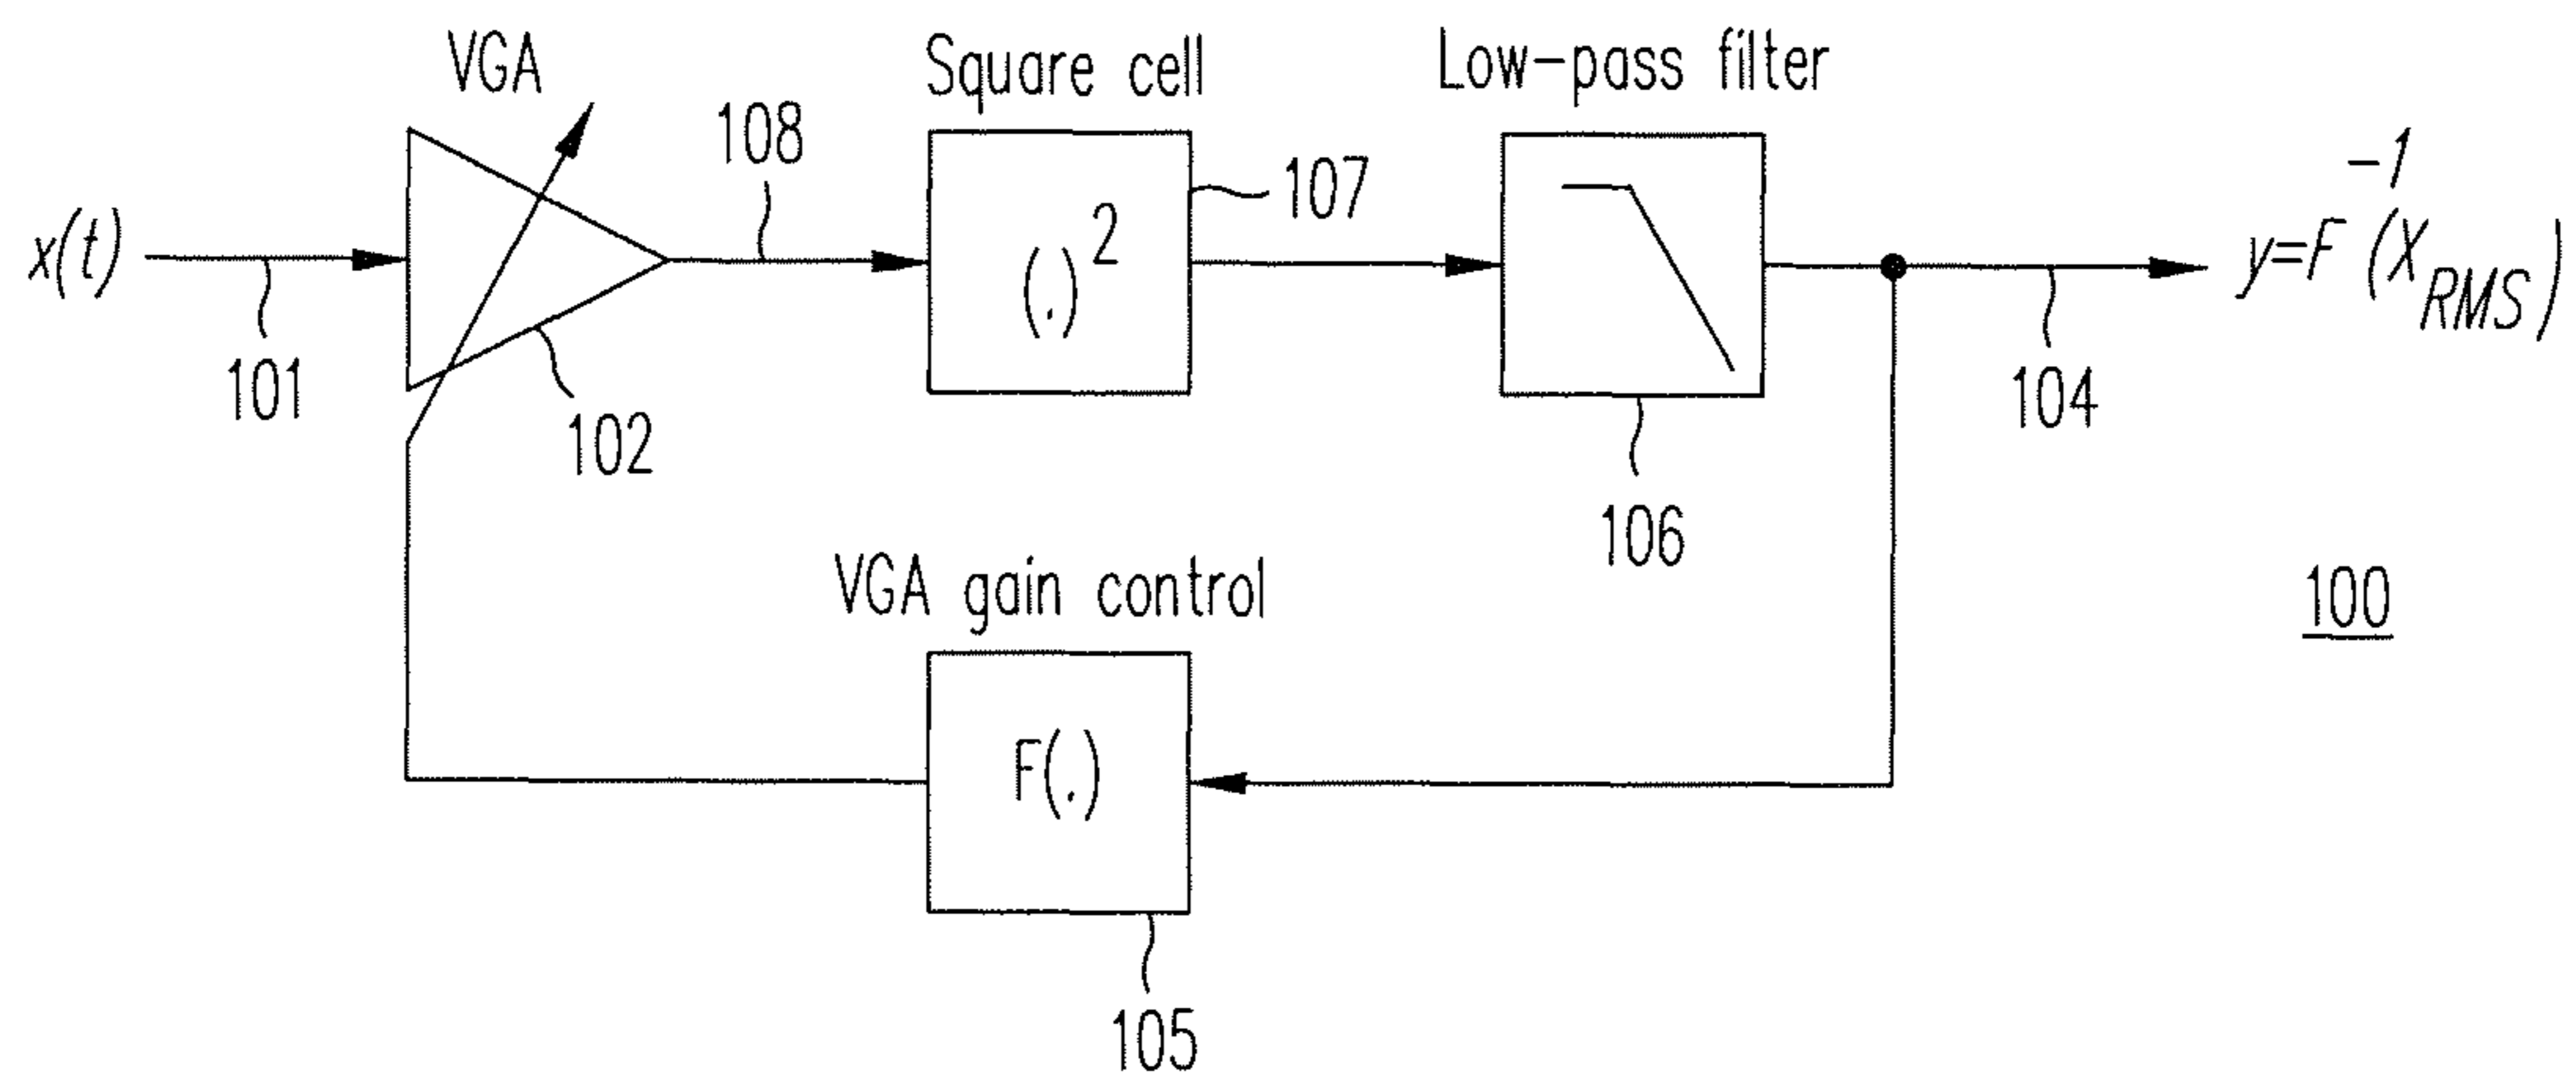 VGA
Square cell
Low-pass filter
108
107
x(t)
(.)²
y=F⁻¹(X_RMS)
101
102
104
106
VGA gain control
100
F(.)
105